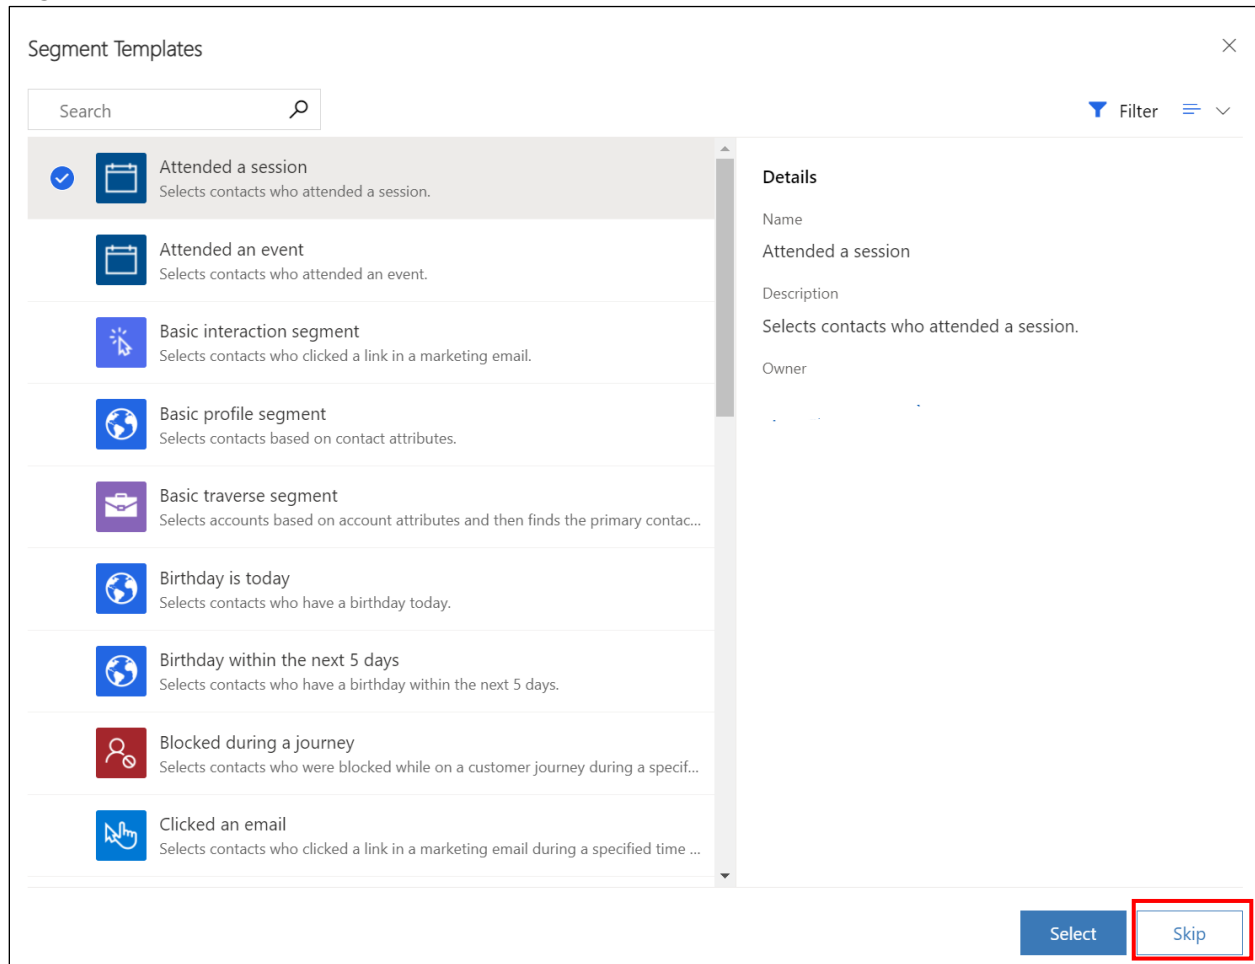 Segment Templates
Search
Filter
Attended a session
Selects contacts who attended a session.
Attended an event
Selects contacts who attended an event.
Basic interaction segment
Selects contacts who clicked a link in a marketing email.
Basic profile segment
Selects contacts based on contact attributes.
Basic traverse segment
Selects accounts based on account attributes and then finds the primary contac...
Birthday is today
Selects contacts who have a birthday today.
Birthday within the next 5 days
Selects contacts who have a birthday within the next 5 days.
Blocked during a journey
Selects contacts who were blocked while on a customer journey during a specif...
Clicked an email
Selects contacts who clicked a link in a marketing email during a specified time ...
Details
Name
Attended a session
Description
Selects contacts who attended a session.
Owner
Select
Skip